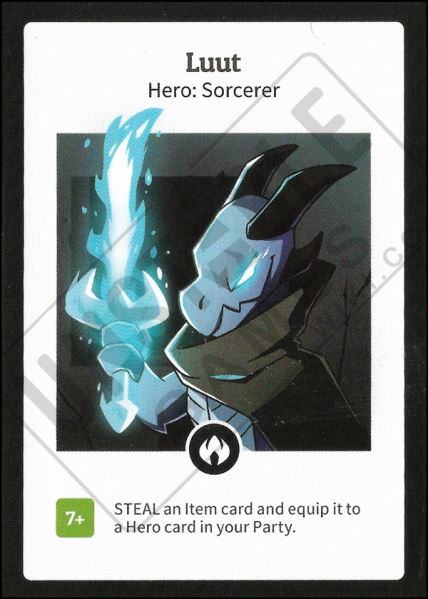 Luut
Hero: Sorcerer
7+
STEAL an Item card and equip it to
a Hero card in your Party.